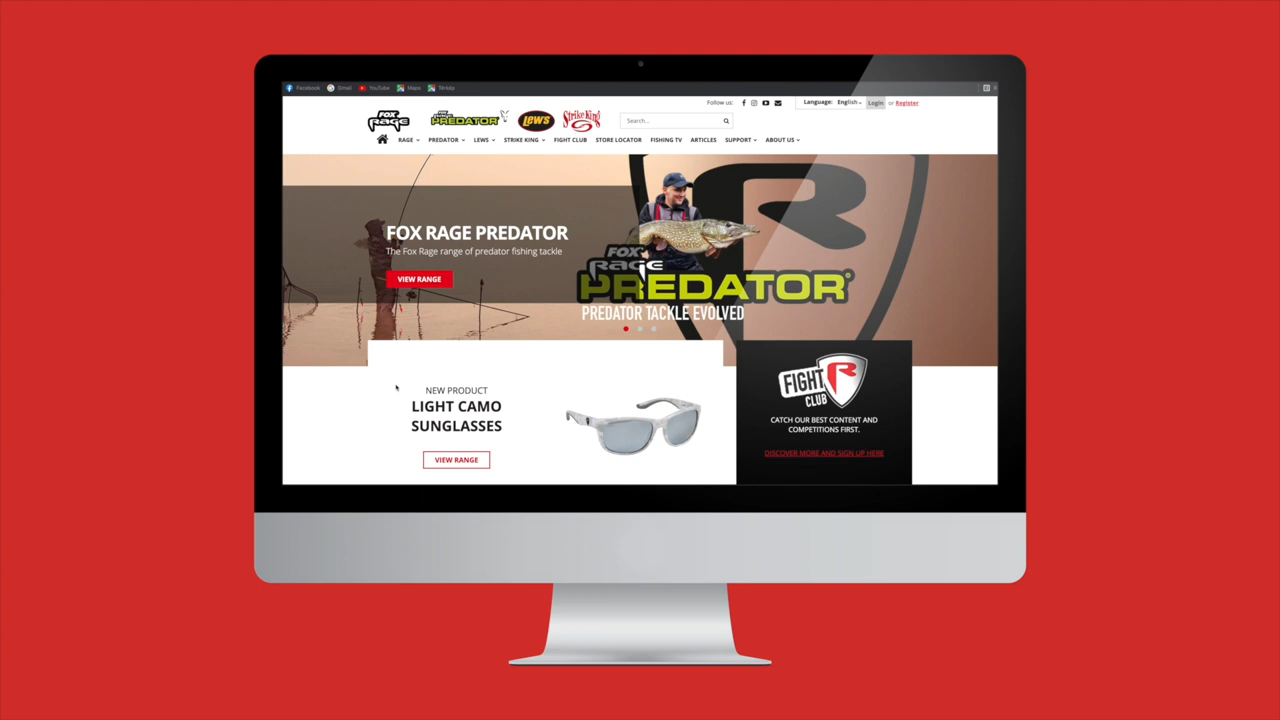 Facebook Gmail YouTube Maps
Follow us: Language: English Login or Register
FOX RAGE FOX RAGE PREDATOR LEW'S Strike King Search...
RAGE PREDATOR LEWS STRIKE KING FIGHT CLUB STORE LOCATOR FISHING TV ARTICLES SUPPORT ABOUT US
FOX RAGE PREDATOR
The Fox Rage range of predator fishing tackle
VIEW RANGE
FOX
RAGE
PREDATOR
PREDATOR TACKLE EVOLVED
NEW PRODUCT
LIGHT CAMO
SUNGLASSES
VIEW RANGE
FIGHT
CLUB
CATCH OUR BEST CONTENT AND
COMPETITIONS FIRST.
DISCOVER MORE AND SIGN UP HERE